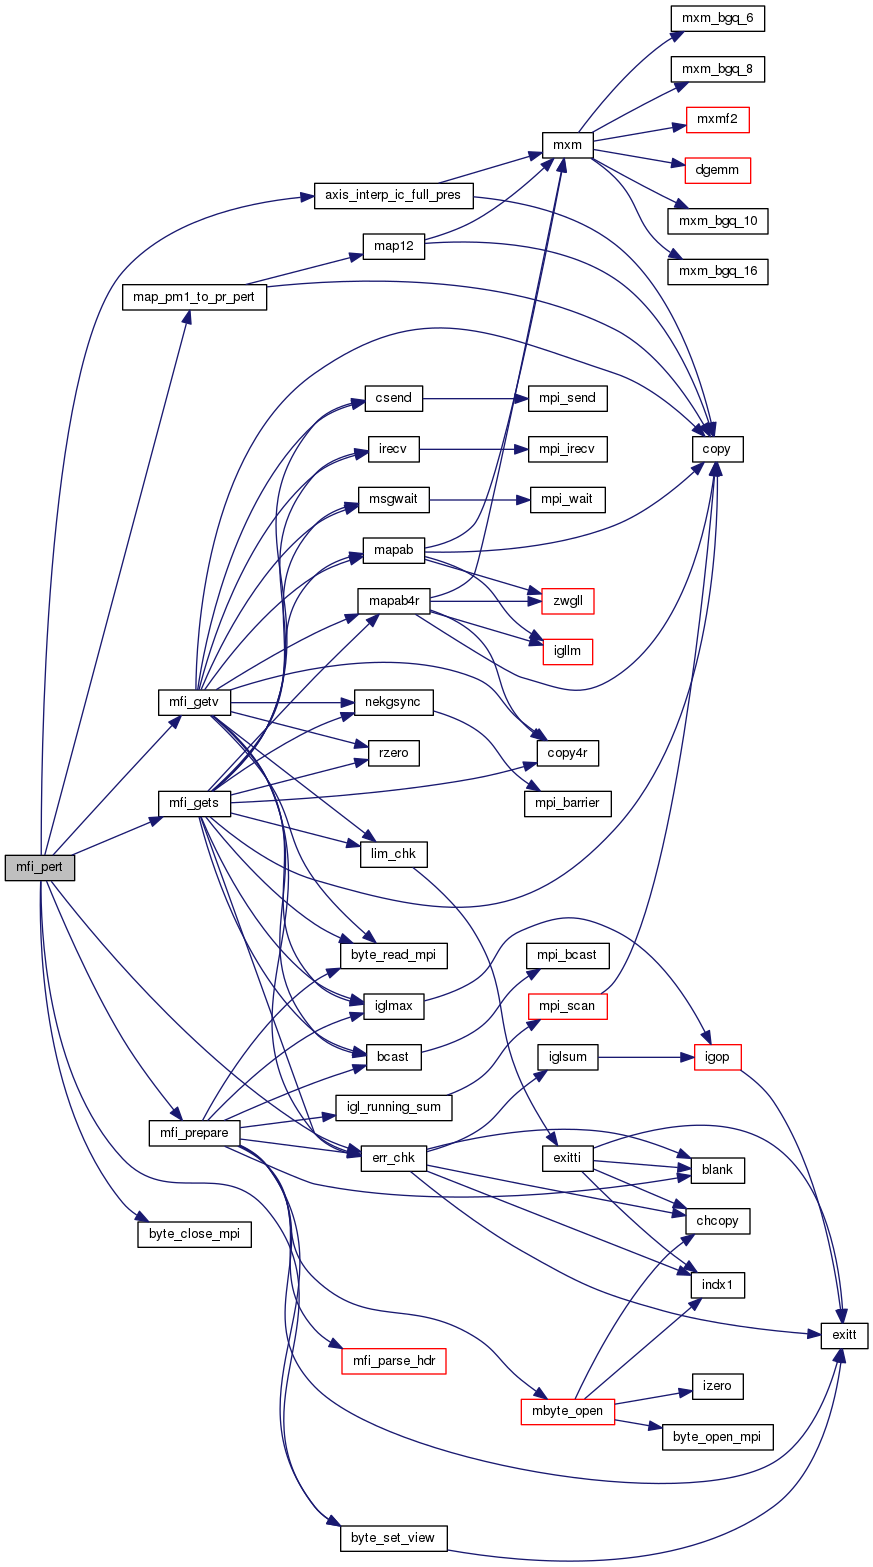 mxm_bgq_6
mxm_bgq_8
mxmf2
mxm
dgemm
axis_interp_ic_full_pres
mxm_bgq_10
map12
mxm_bgq_16
map_pm1_to_pr_pert
csend
mpi_send
irecv
mpi_irecv
copy
msgwait
mpi_wait
mapab
mapab4r
zwgll
igllm
mfi_getv
nekgsync
rzero
copy4r
mfi_gets
mpi_barrier
lim_chk
mfi_pert
byte_read_mpi
mpi_bcast
iglmax
mpi_scan
bcast
iglsum
igop
igl_running_sum
mfi_prepare
err_chk
exitti
blank
byte_close_mpi
chcopy
indx1
exitt
mfi_parse_hdr
izero
mbyte_open
byte_open_mpi
byte_set_view